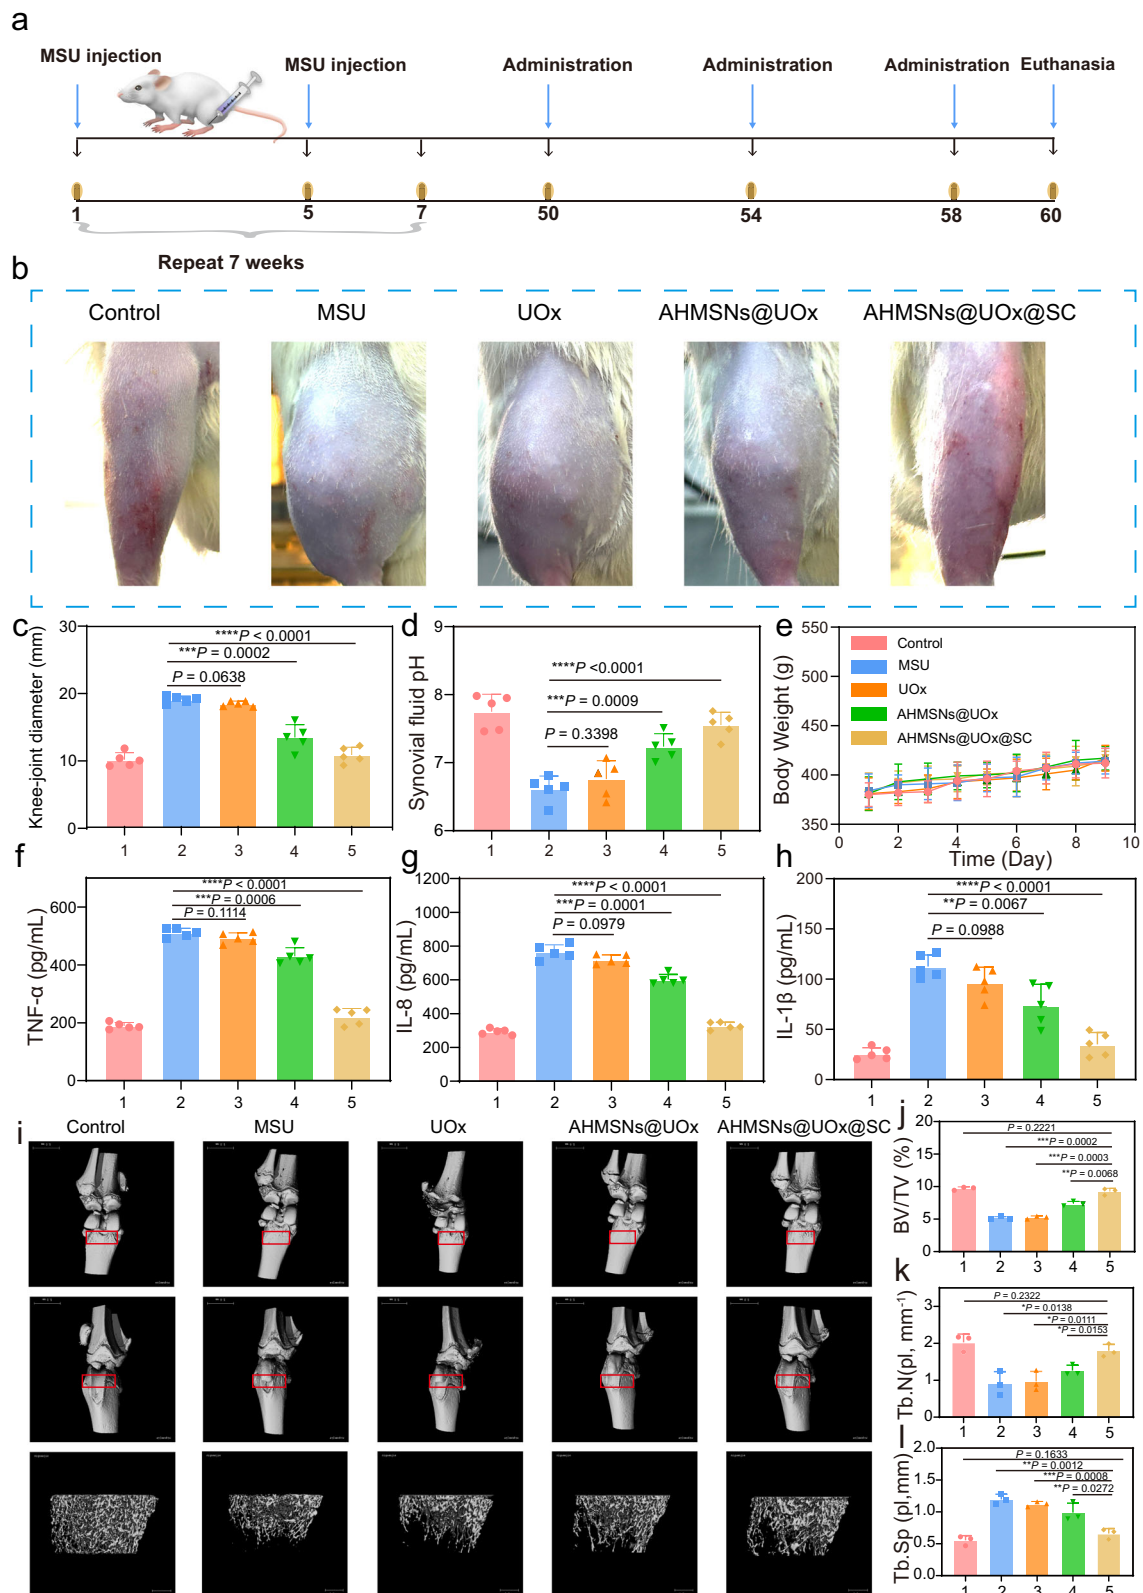 a
MSU injection
MSU injection
Administration
Administration
Administration
Euthanasia
1 5 7 50 54 58 60
Repeat 7 weeks
b
Control MSU UOx AHMSNs@UOx AHMSNs@UOx@SC
c
Knee-joint diameter (mm)
30
20
10
0
****P < 0.0001
***P = 0.0002
P = 0.0638
1 2 3 4 5
d
Synovial fluid pH
9
8
7
6
****P <0.0001
***P = 0.0009
P = 0.3398
1 2 3 4 5
e
Body Weight (g)
550
500
450
400
350
Control
MSU
UOx
AHMSNs@UOx
AHMSNs@UOx@SC
0 2 4 6 8 10
Time (Day)
f
TNF-α (pg/mL)
600
400
200
0
****P < 0.0001
***P = 0.0006
P = 0.1114
1 2 3 4 5
g
IL-8 (pg/mL)
1200
1000
800
600
400
200
0
****P < 0.0001
***P = 0.0001
P = 0.0979
1 2 3 4 5
h
IL-1β (pg/mL)
200
150
100
50
0
****P < 0.0001
**P = 0.0067
P = 0.0988
1 2 3 4 5
i
Control MSU UOx AHMSNs@UOx AHMSNs@UOx@SC
j
BV/TV (%)
20
15
10
5
0
P = 0.2221
***P = 0.0002
***P = 0.0003
**P = 0.0068
1 2 3 4 5
k
Tb.N(pl, mm⁻¹)
3
2
1
0
P = 0.2322
*P = 0.0138
*P = 0.0111
*P = 0.0153
1 2 3 4 5
l
Tb.Sp (pl,mm)
2.0
1.5
1.0
0.5
0.0
P = 0.1633
**P = 0.0012
***P = 0.0008
**P = 0.0272
1 2 3 4 5